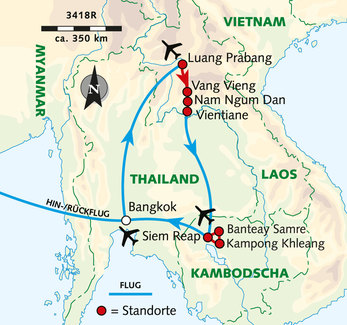 3418R
ca. 350 km
VIETNAM
MYANMAR
Luang Prabang
N
Vang Vieng
Nam Ngum Dan
Vientiane
THAILAND
LAOS
HIN-/RÜCKFLUG
Bangkok
Banteay Samre
Siem Reap
Kampong Khleang
KAMBODSCHA
FLUG
= Standorte